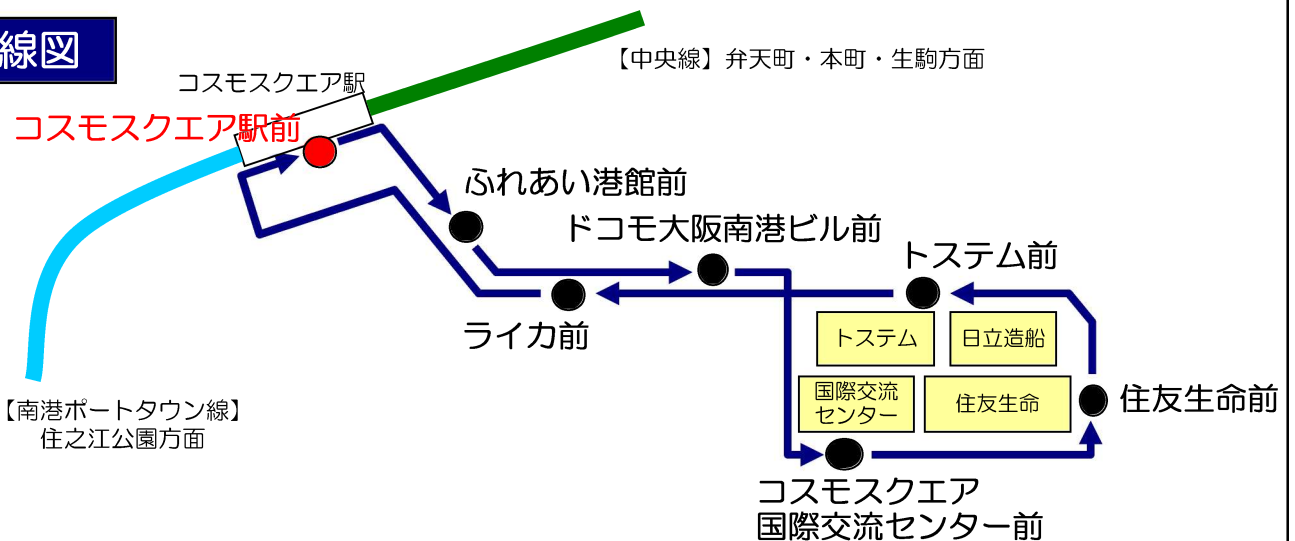 線図
【中央線】弁天町・本町・生駒方面
コスモスクエア駅
コスモスクエア駅前
ふれあい港館前
ドコモ大阪南港ビル前
トステム前
ライカ前
トステム
日立造船
国際交流
センター
住友生命
住友生命前
【南港ポートタウン線】
住之江公園方面
コスモスクエア
国際交流センター前